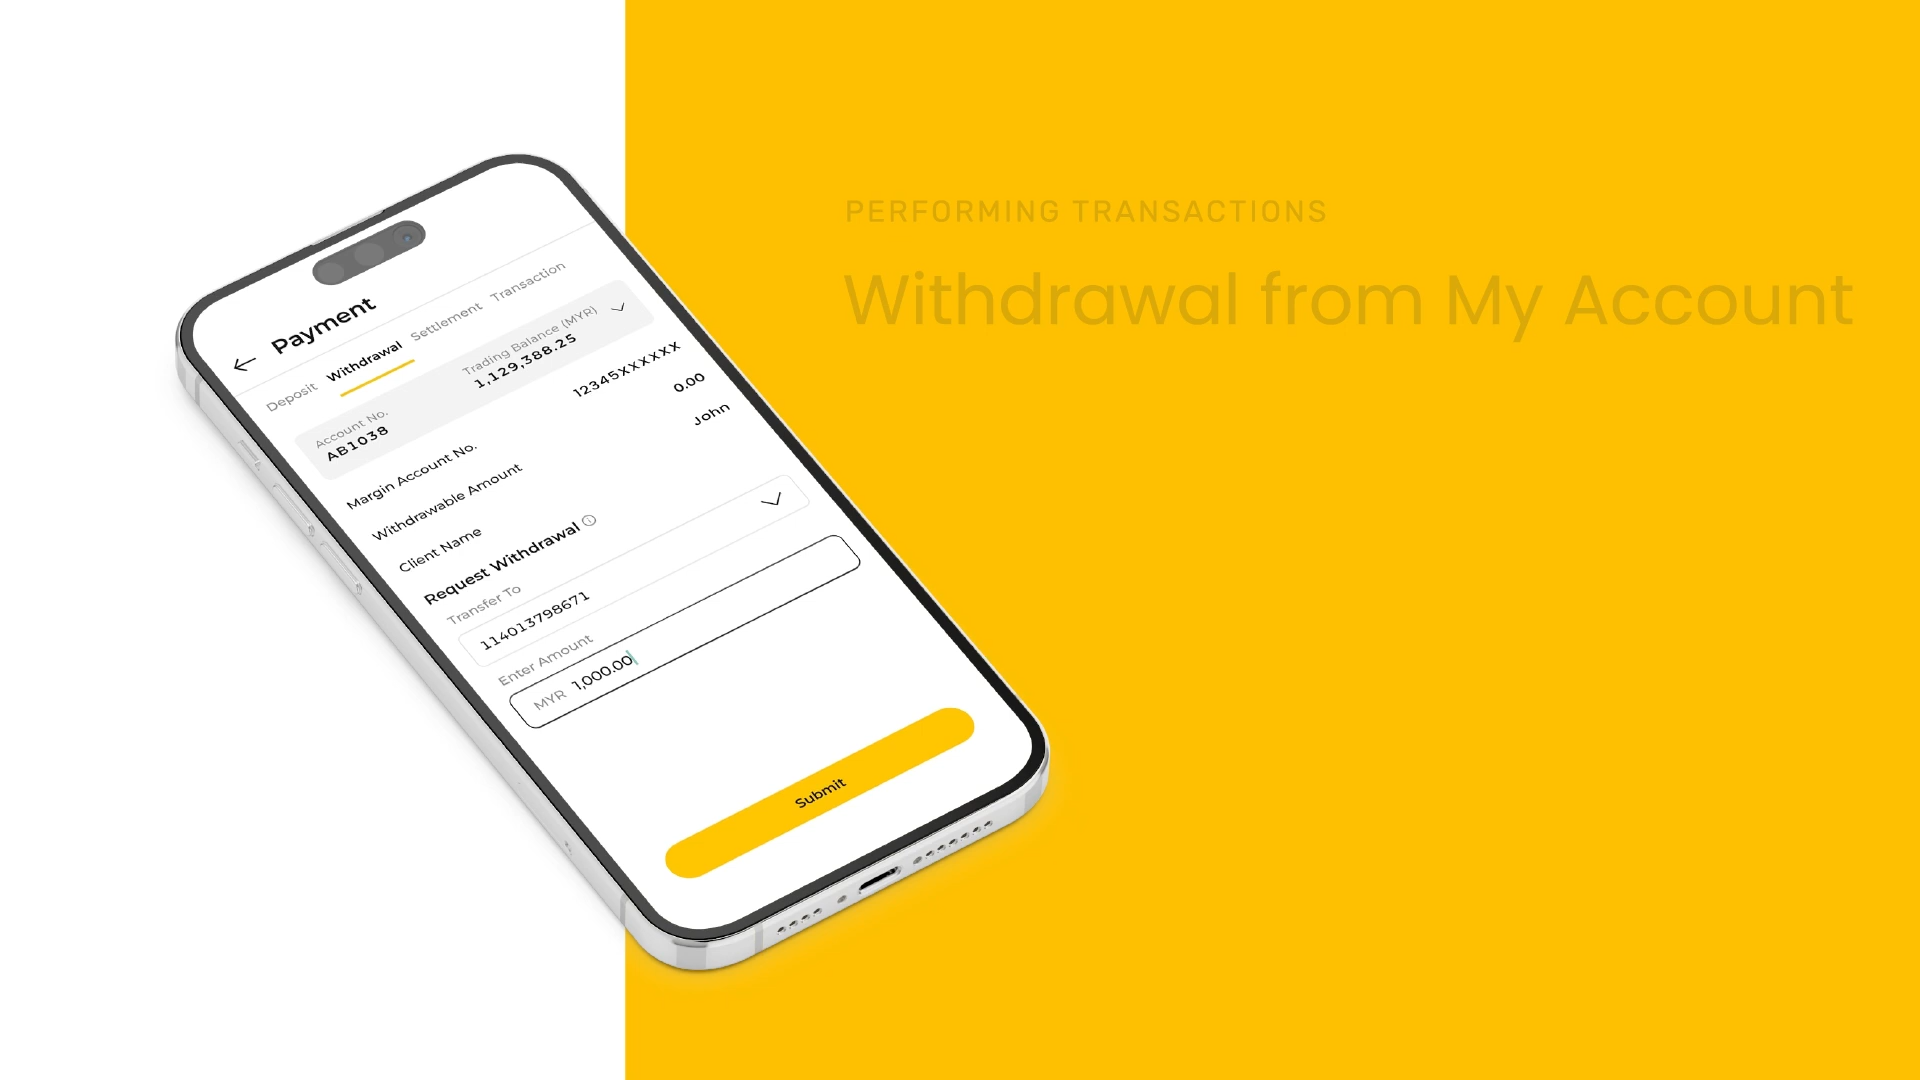 PERFORMING TRANSACTIONS
Withdrawal from My Account
Payment
Deposit Withdrawal Settlement Transaction
Account No. Trading Balance (MYR)
AB1038 1,129,388.25
Margin Account No. 12345XXXXXX
Withdrawable Amount 0.00
Client Name John
Request Withdrawal
Transfer To
114013798671
Enter Amount
MYR 1,000.00
Submit